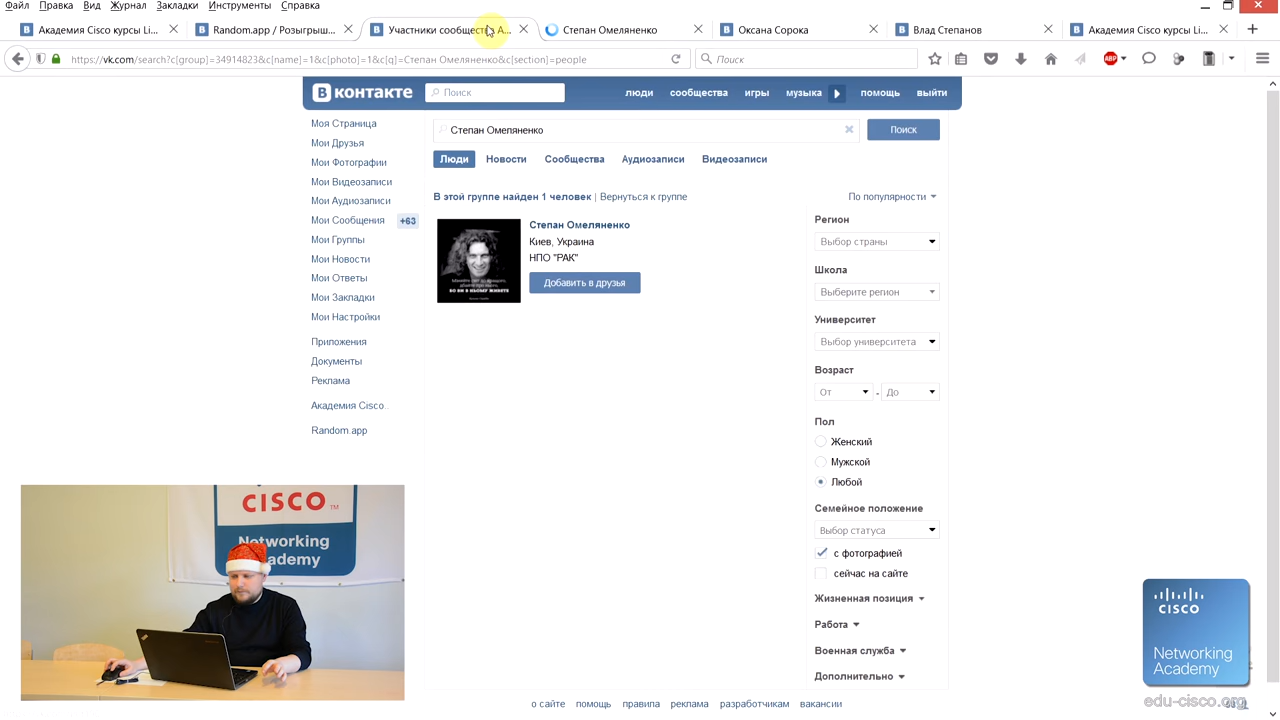 Файл Правка Вид Журнал Закладки Инструменты Справка
Академия Cisco курсы Li...
Random.app / Розыгрыш...
Участники сообщества А...
Степан Омеляненко
Оксана Сорока
Влад Степанов
Академия Cisco курсы Li...
https://vk.com/search?c[group]=34914823&c[name]=1&c[photo]=1&c[q]=Степан Омеляненко&c[section]=people
Поиск
ABP
В контакте
Поиск
люди сообщества игры музыка помощь выйти
Моя Страница
Мои Друзья
Мои Фотографии
Мои Видеозаписи
Мои Аудиозаписи
Мои Сообщения +63
Мои Группы
Мои Новости
Мои Ответы
Мои Закладки
Мои Настройки
Приложения
Документы
Реклама
Академия Cisco..
Random.app
Степан Омеляненко
Поиск
Люди Новости Сообщества Аудиозаписи Видеозаписи
В этой группе найден 1 человек | Вернуться к группе
По популярности
Степан Омеляненко
Киев, Украина
НПО "РАК"
Добавить в друзья
Регион
Выбор страны
Школа
Выберите регион
Университет
Выбор университета
Возраст
От - До
Пол
Женский
Мужской
Любой
Семейное положение
Выбор статуса
с фотографией
сейчас на сайте
Жизненная позиция
Работа
Военная служба
Дополнительно
о сайте помощь правила реклама разработчикам вакансии
CISCO TM
Networking
Academy
CISCO
Networking
Academy
edu-cisco.org